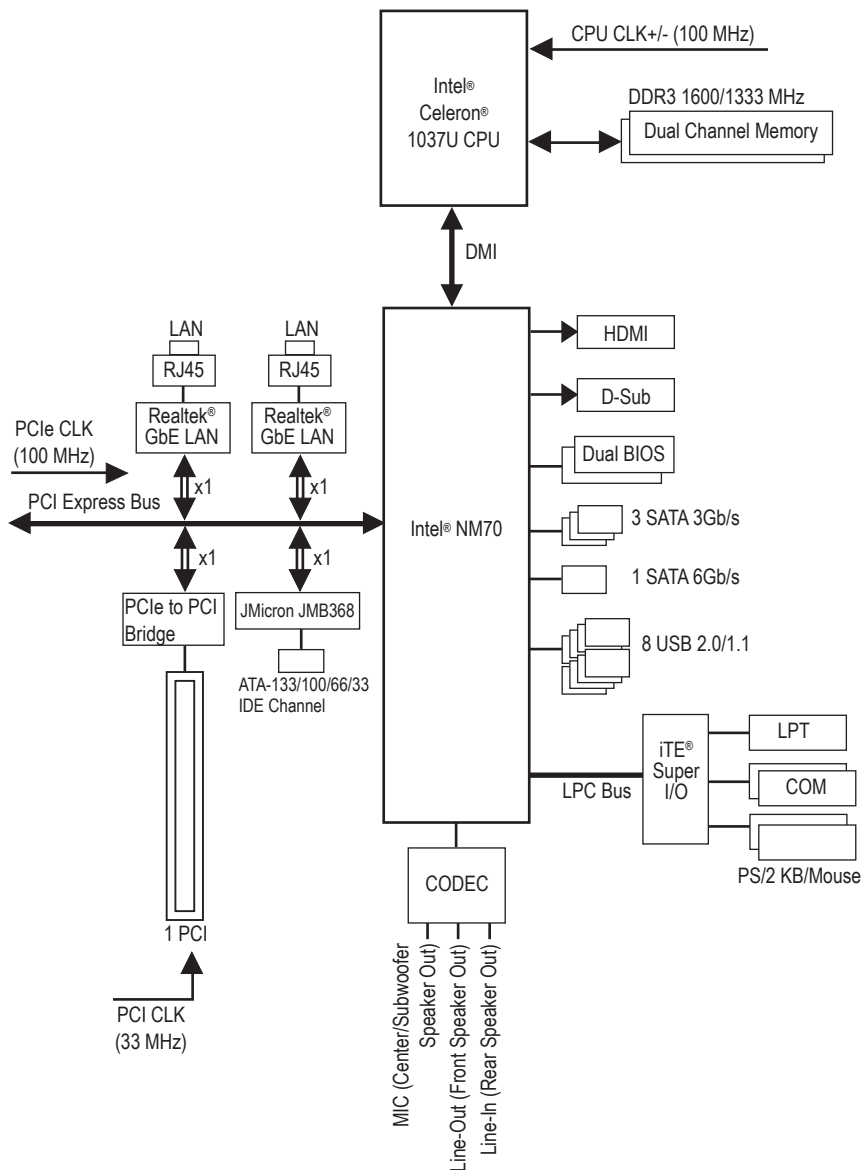 CPU CLK+/- (100 MHz)
Intel®
Celeron®
1037U CPU
DDR3 1600/1333 MHz
Dual Channel Memory
DMI
LAN
RJ45
Realtek®
GbE LAN
LAN
RJ45
Realtek®
GbE LAN
PCIe CLK
(100 MHz)
x1
x1
PCI Express Bus
x1
x1
PCIe to PCI
Bridge
JMicron JMB368
ATA-133/100/66/33
IDE Channel
1 PCI
PCI CLK
(33 MHz)
Intel® NM70
HDMI
D-Sub
Dual BIOS
3 SATA 3Gb/s
1 SATA 6Gb/s
8 USB 2.0/1.1
LPC Bus
iTE®
Super
I/O
LPT
COM
PS/2 KB/Mouse
CODEC
MIC (Center/Subwoofer
Speaker Out)
Line-Out (Front Speaker Out)
Line-In (Rear Speaker Out)